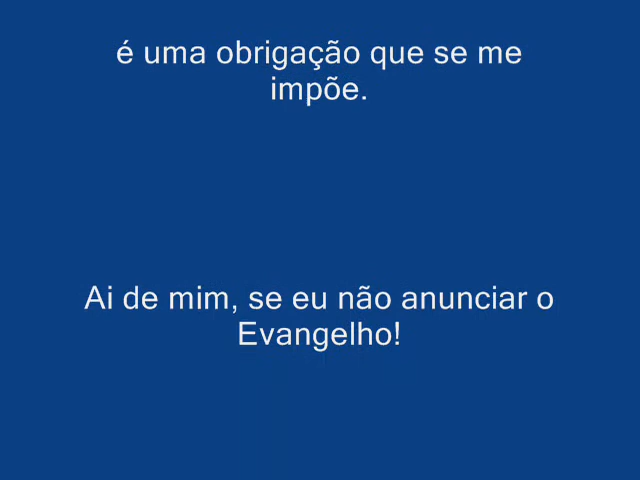 é uma obrigação que se me
impõe.
Ai de mim, se eu não anunciar o
Evangelho!